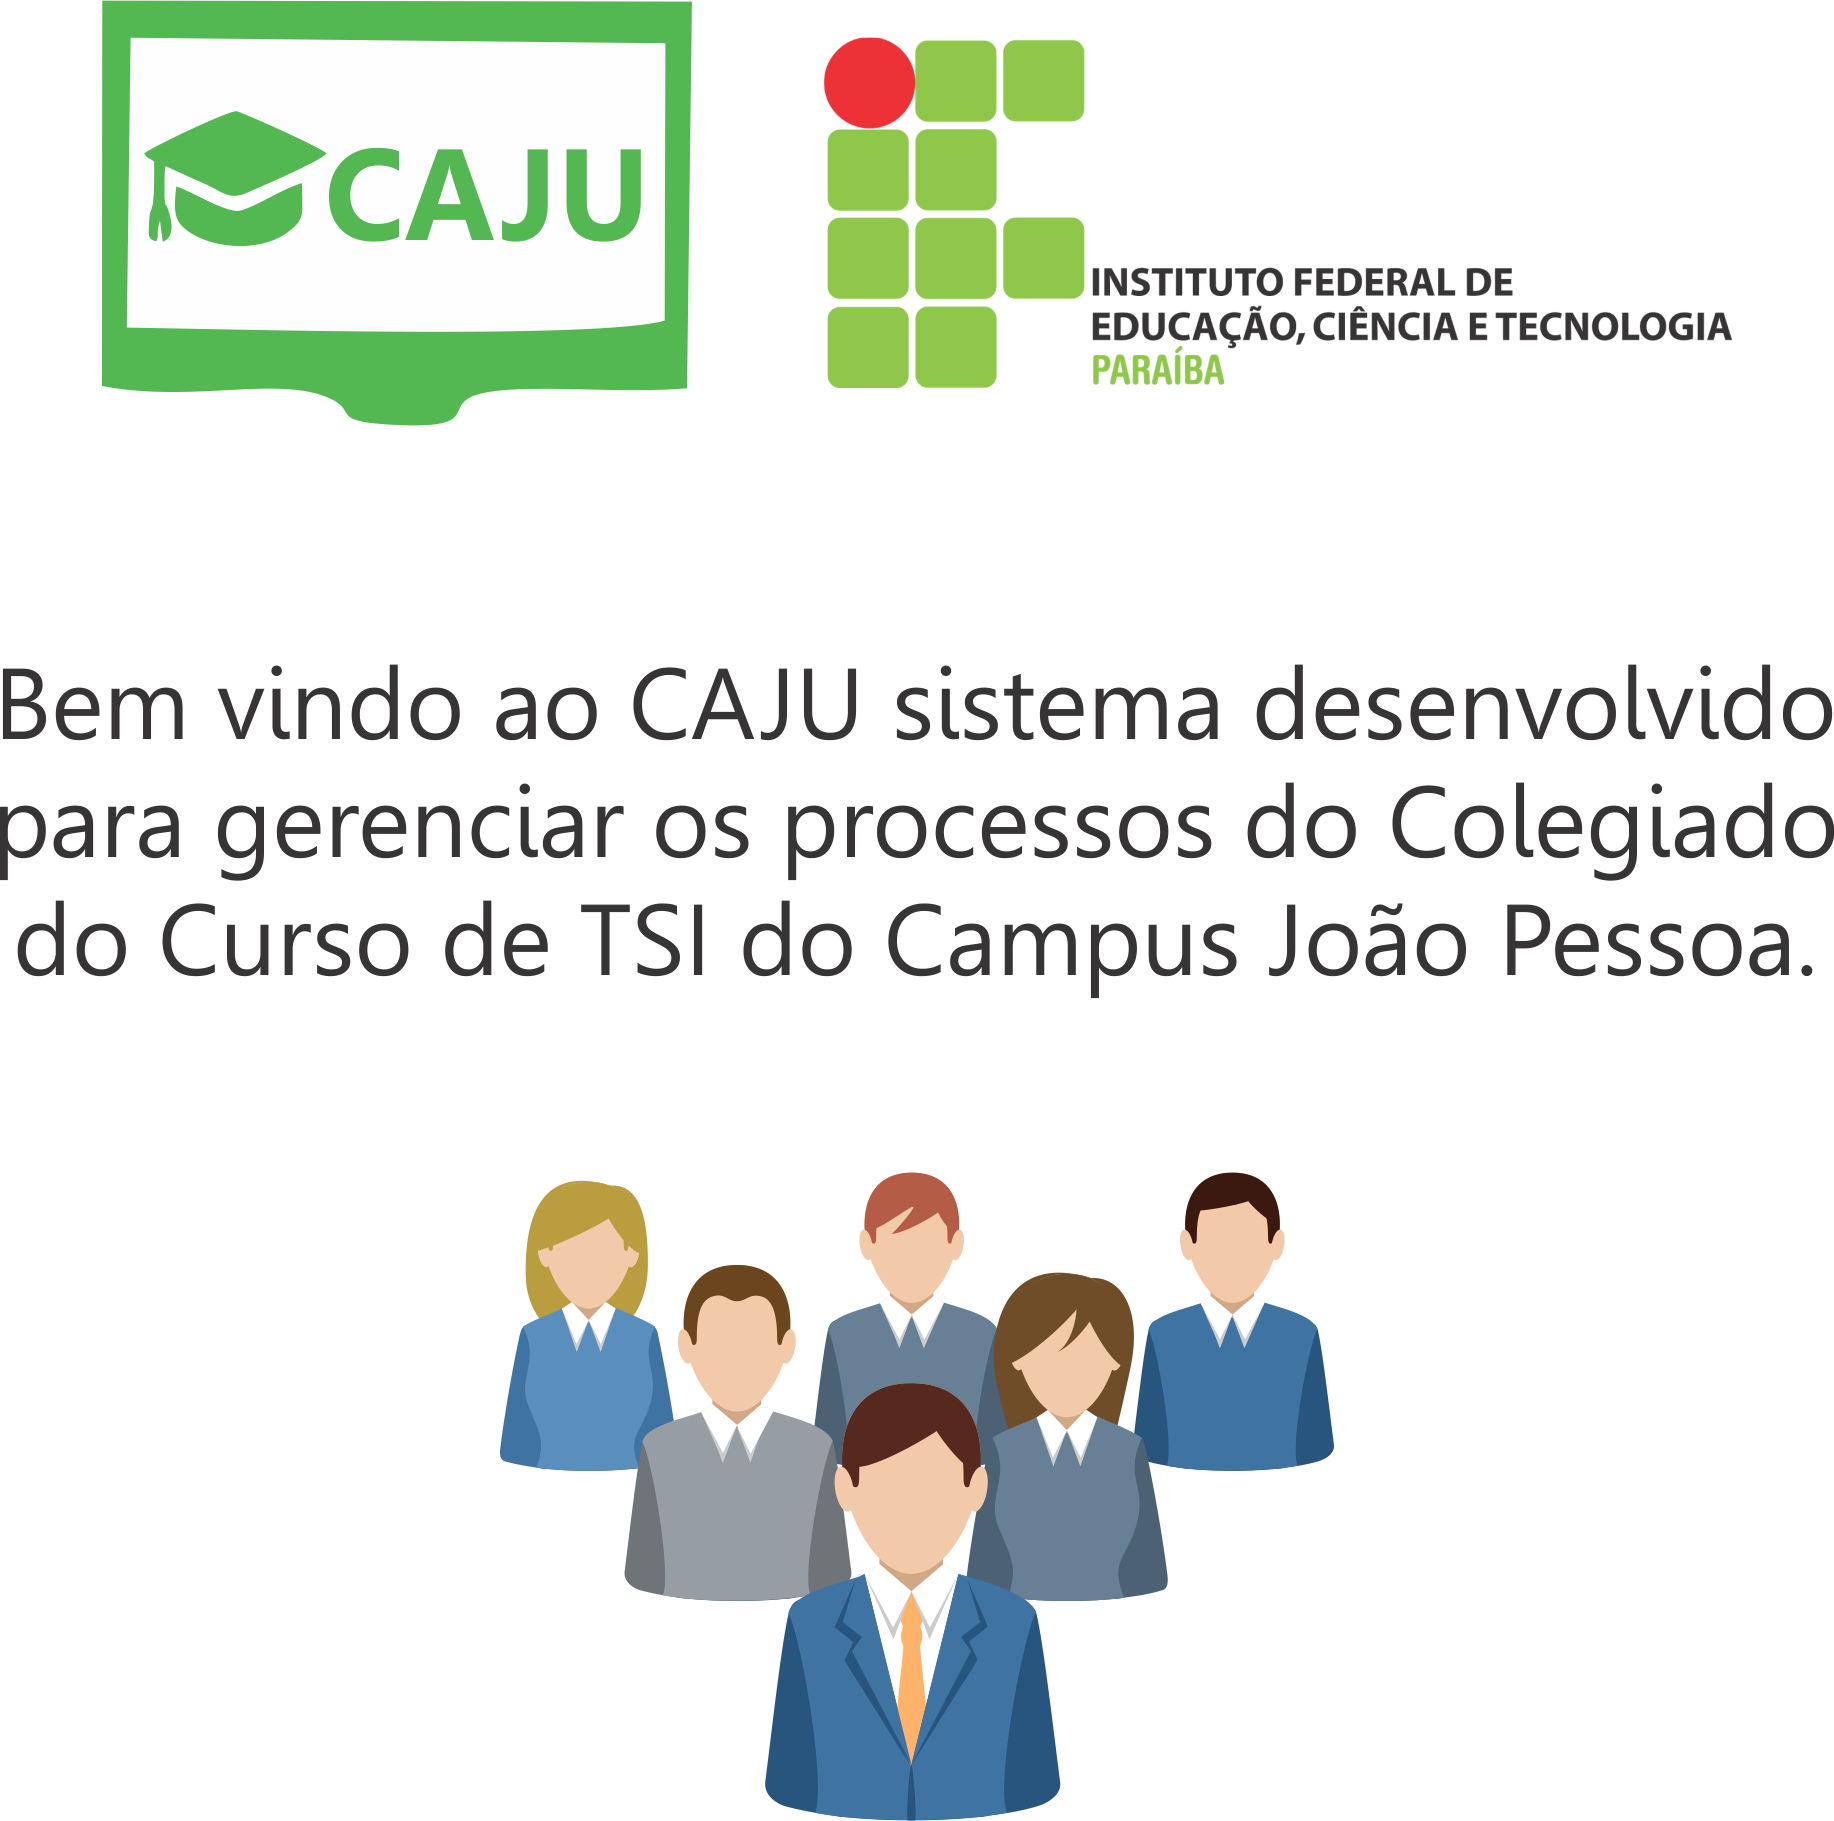 CAJU
INSTITUTO FEDERAL DE
EDUCAÇÃO, CIÊNCIA E TECNOLOGIA
PARAÍBA
Bem vindo ao CAJU sistema desenvolvido
para gerenciar os processos do Colegiado
do Curso de TSI do Campus João Pessoa.